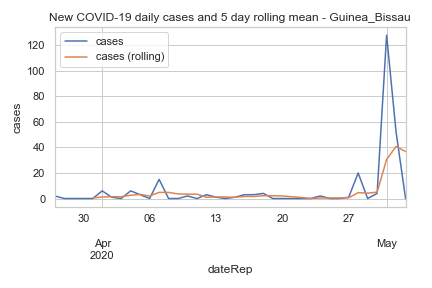 New COVID-19 daily cases and 5 day rolling mean - Guinea_Bissau
cases
cases (rolling)
120
100
80
60
40
20
0
cases
30
06
13
20
27
Apr
2020
May
dateRep